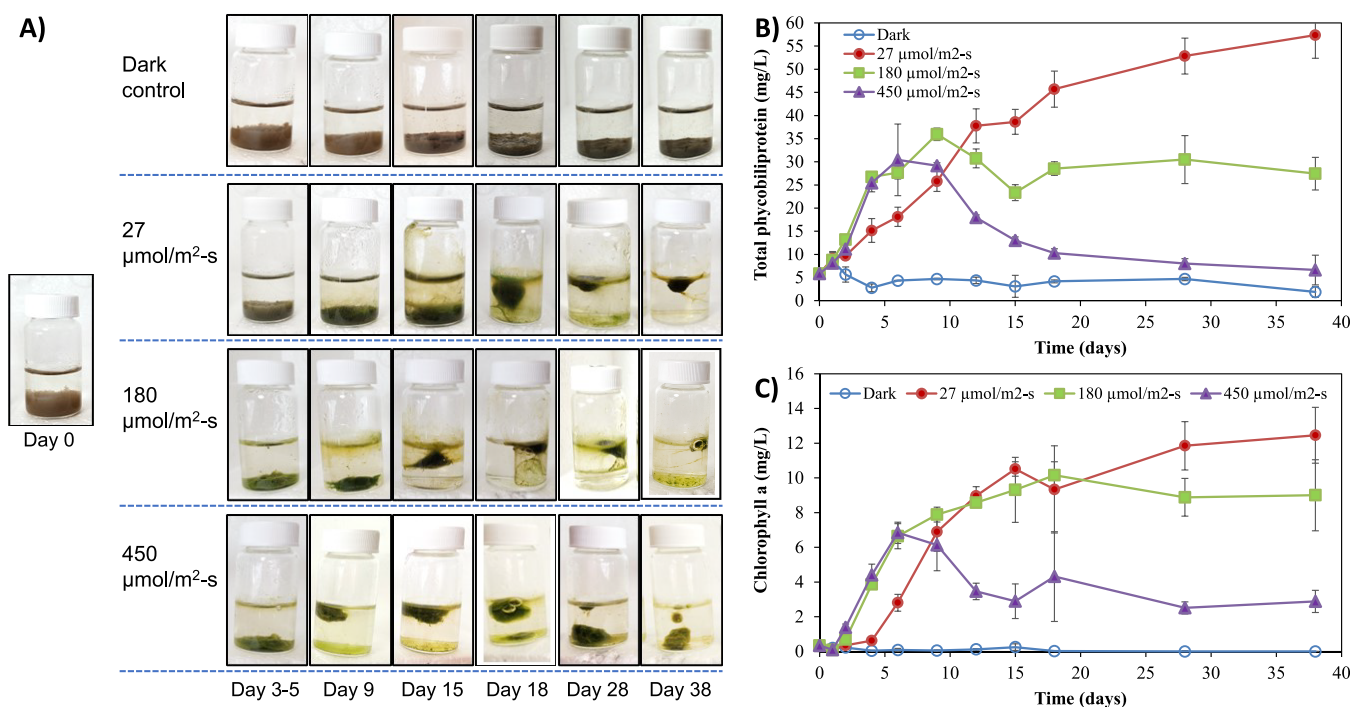 A)
Dark
control
27
µmol/m²-s
180
µmol/m²-s
450
µmol/m²-s
Day 0
Day 3-5 Day 9 Day 15 Day 18 Day 28 Day 38
B)
Total phycobiliprotein (mg/L)
60
55
50
45
40
35
30
25
20
15
10
5
0
Dark
27 µmol/m2-s
180 µmol/m2-s
450 µmol/m2-s
0 5 10 15 20 25 30 35 40
Time (days)
C)
Chlorophyll a (mg/L)
16
14
12
10
8
6
4
2
0
Dark 27 µmol/m2-s 180 µmol/m2-s 450 µmol/m2-s
0 5 10 15 20 25 30 35 40
Time (days)